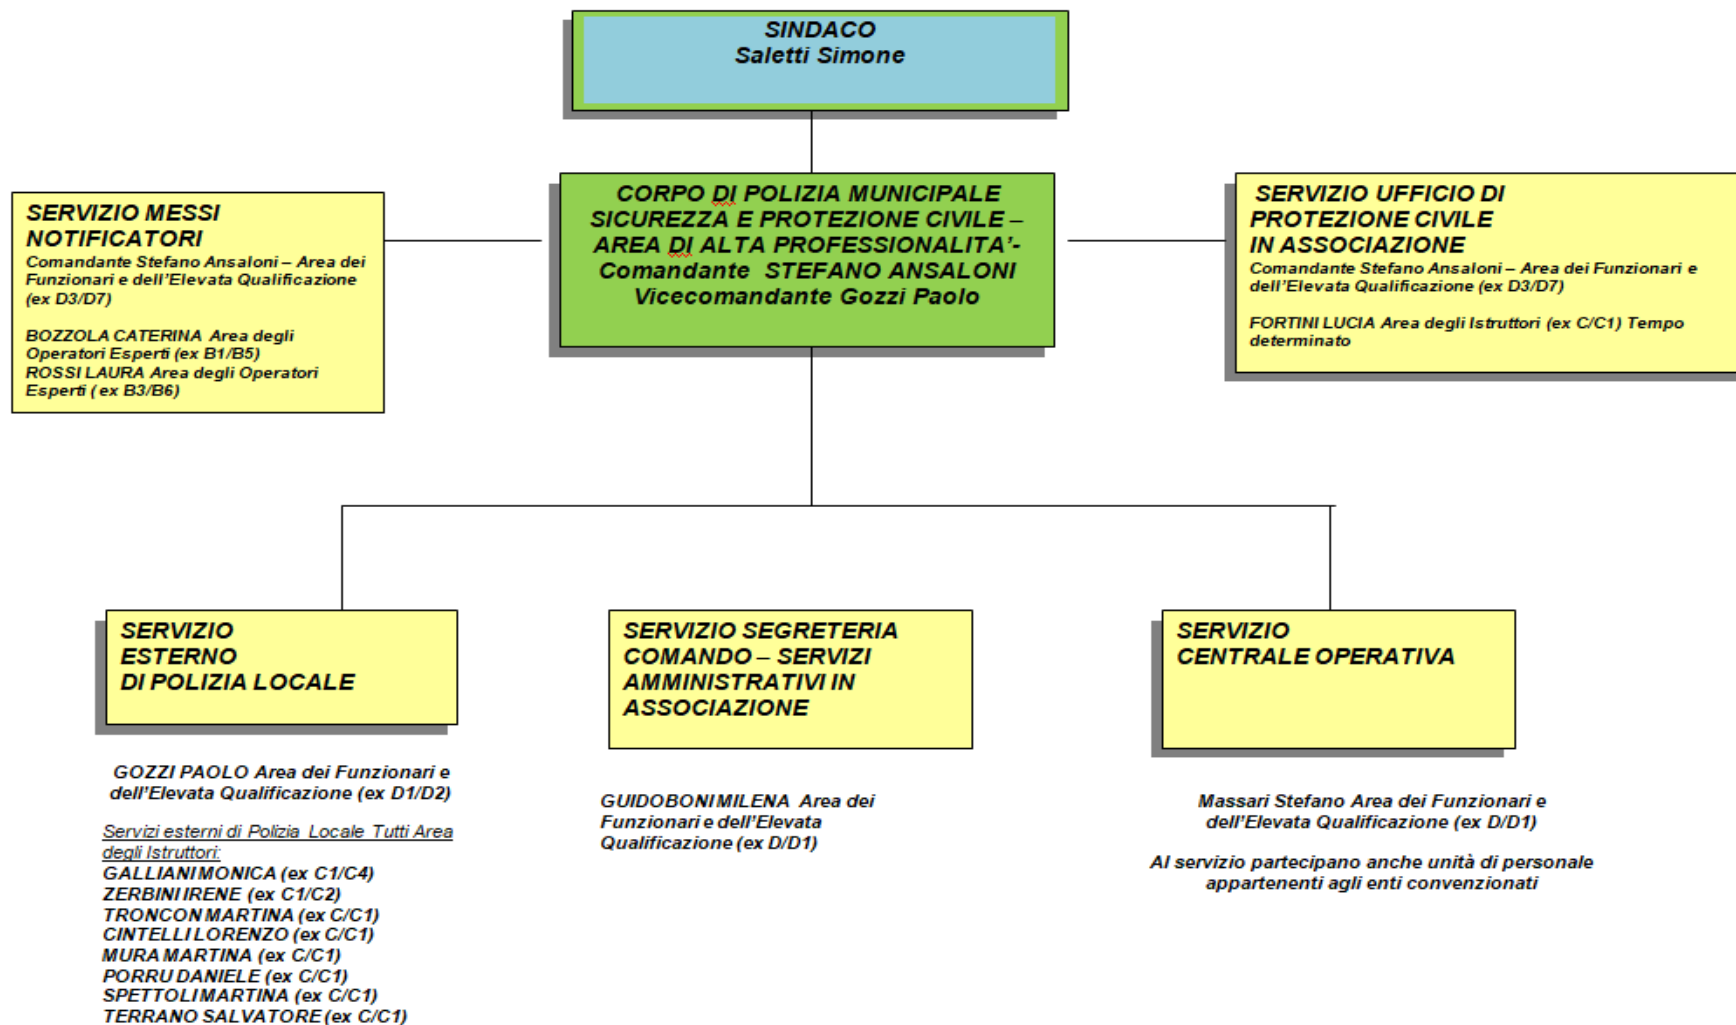 SINDACO
Saletti Simone
CORPO DI POLIZIA MUNICIPALE
SICUREZZA E PROTEZIONE CIVILE –
AREA DI ALTA PROFESSIONALITA'-
Comandante STEFANO ANSALONI
Vicecomandante Gozzi Paolo
SERVIZIO MESSI
NOTIFICATORI
Comandante Stefano Ansaloni – Area dei
Funzionari e dell'Elevata Qualificazione
(ex D3/D7)
BOZZOLA CATERINA Area degli
Operatori Esperti (ex B1/B5)
ROSSI LAURA Area degli Operatori
Esperti ( ex B3/B6)
SERVIZIO UFFICIO DI
PROTEZIONE CIVILE
IN ASSOCIAZIONE
Comandante Stefano Ansaloni – Area dei Funzionari e
dell'Elevata Qualificazione (ex D3/D7)
FORTINI LUCIA Area degli Istruttori (ex C/C1) Tempo
determinato
SERVIZIO
ESTERNO
DI POLIZIA LOCALE
GOZZI PAOLO Area dei Funzionari e
dell'Elevata Qualificazione (ex D1/D2)
Servizi esterni di Polizia Locale Tutti Area
degli Istruttori:
GALLIANI MONICA (ex C1/C4)
ZERBINI IRENE (ex C1/C2)
TRONCON MARTINA (ex C/C1)
CINTELLI LORENZO (ex C/C1)
MURA MARTINA (ex C/C1)
PORRU DANIELE (ex C/C1)
SPETTOLI MARTINA (ex C/C1)
TERRANO SALVATORE (ex C/C1)
SERVIZIO SEGRETERIA
COMANDO – SERVIZI
AMMINISTRATIVI IN
ASSOCIAZIONE
GUIDOBONI MILENA Area dei
Funzionari e dell'Elevata
Qualificazione (ex D/D1)
SERVIZIO
CENTRALE OPERATIVA
Massari Stefano Area dei Funzionari e
dell'Elevata Qualificazione (ex D/D1)
Al servizio partecipano anche unità di personale
appartenenti agli enti convenzionati